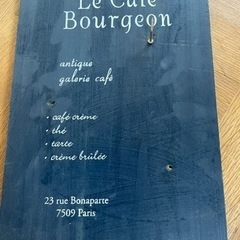 Le Café
Bourgeon
antique
galerie café
• café crème
• thé
• tarte
• crème brûlée
23 rue Bonaparte
7509 Paris